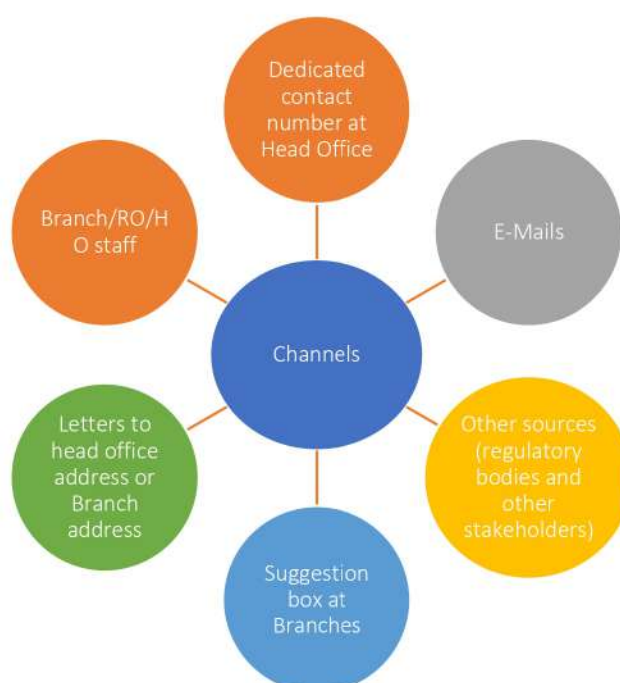 Dedicated
contact
number at
Head Office
E-Mails
Other sources
(regulatory
bodies and
other
stakeholders)
Suggestion
box at
Branches
Letters to
head office
address or
Branch
address
Branch/RO/H
O staff
Channels